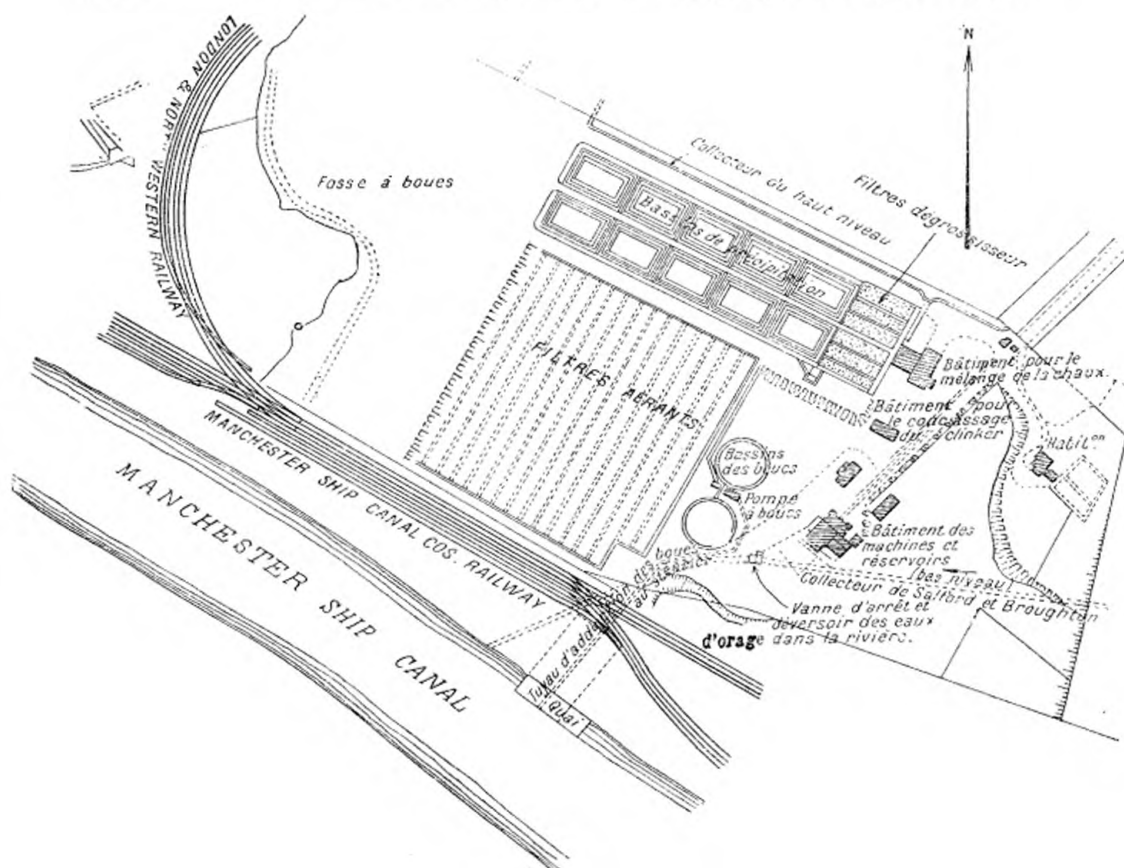 LONDON & NORTH WESTERN RAILWAY
N
Fosse à boues
Collecteur du haut niveau
Filtres dégrossisseur
Bassins de précipitation
FILTRES AÉRANTS
Bâtiment pour le
mélange de la chaux.
Bâtiment pour
le concassage
du clinker
Habit.on
Bassins
des boues
Pompe
à boues
Bâtiment des
machines et
réservoirs
(bas niveau)
Collecteur de Salford et Broughton
Vanne d'arrêt et
déversoir des eaux
d'orage dans la rivière.
MANCHESTER SHIP CANAL COS. RAILWAY
MANCHESTER SHIP CANAL
Tuyau
des boues
Quai